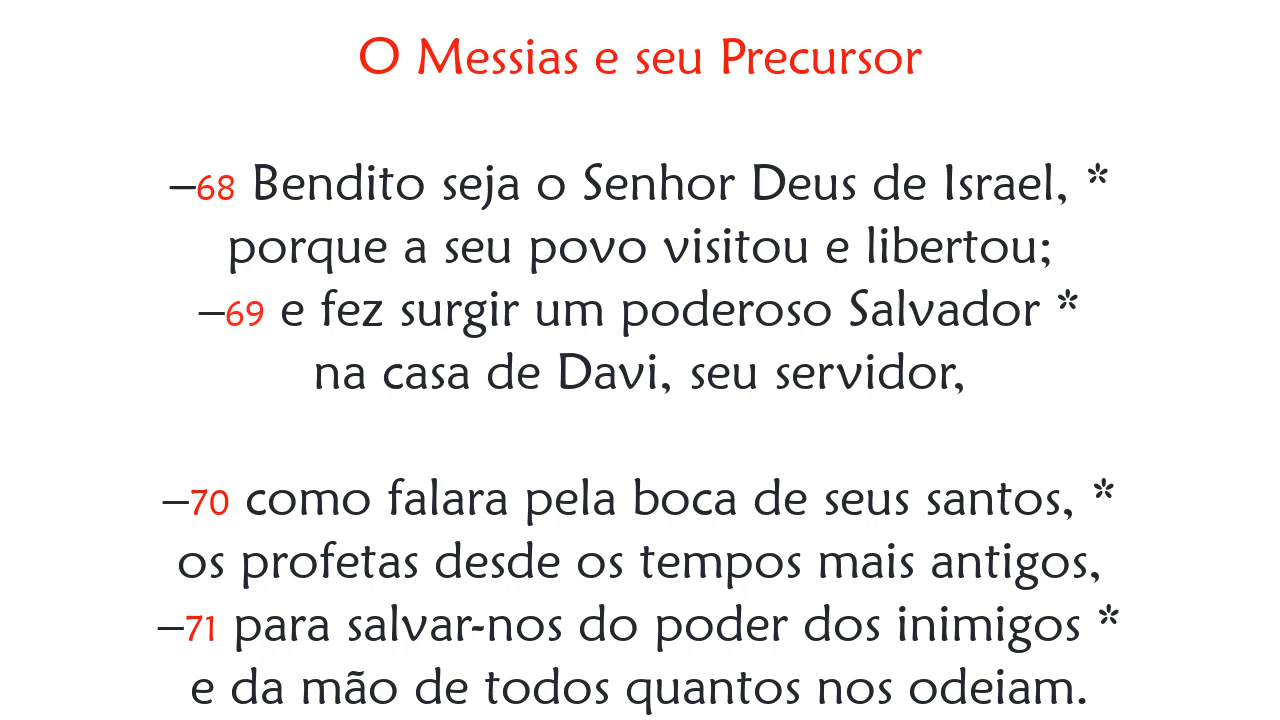 O Messias e seu Precursor
–68 Bendito seja o Senhor Deus de Israel, *
porque a seu povo visitou e libertou;
–69 e fez surgir um poderoso Salvador *
na casa de Davi, seu servidor,
–70 como falara pela boca de seus santos, *
os profetas desde os tempos mais antigos,
–71 para salvar-nos do poder dos inimigos *
e da mão de todos quantos nos odeiam.